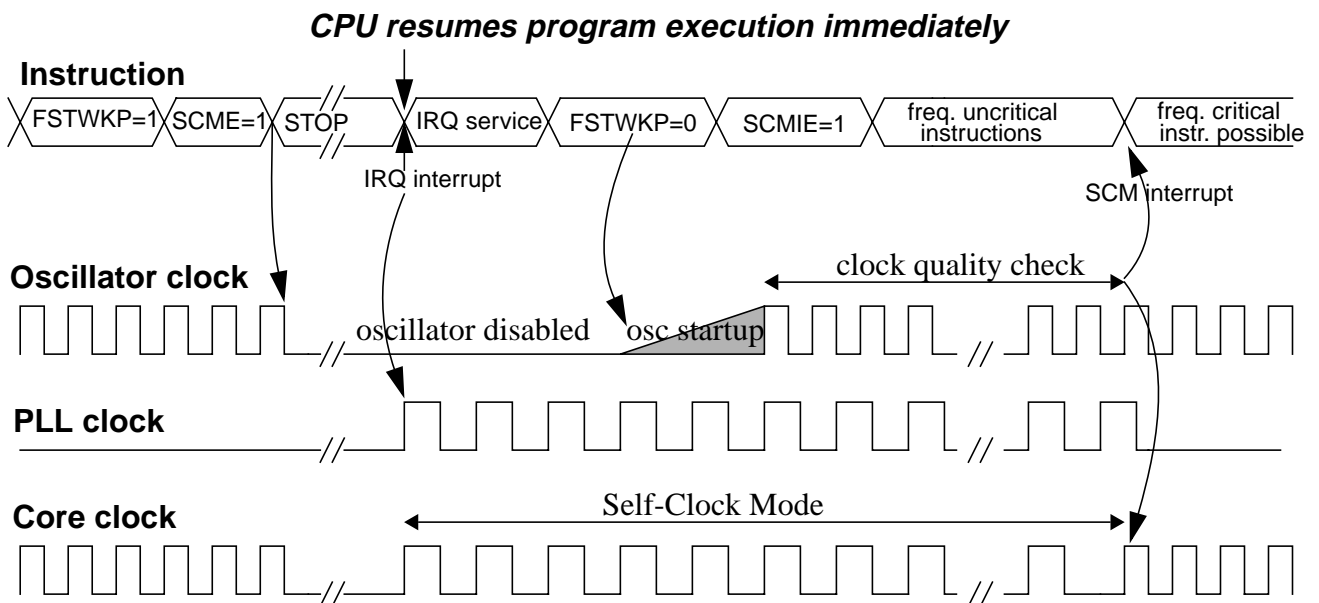 CPU resumes program execution immediately
Instruction
FSTWKP=1
SCME=1
STOP
IRQ service
FSTWKP=0
SCMIE=1
freq. uncritical
instructions
freq. critical
instr. possible
IRQ interrupt
SCM interrupt
Oscillator clock
clock quality check
oscillator disabled
osc startup
PLL clock
Core clock
Self-Clock Mode